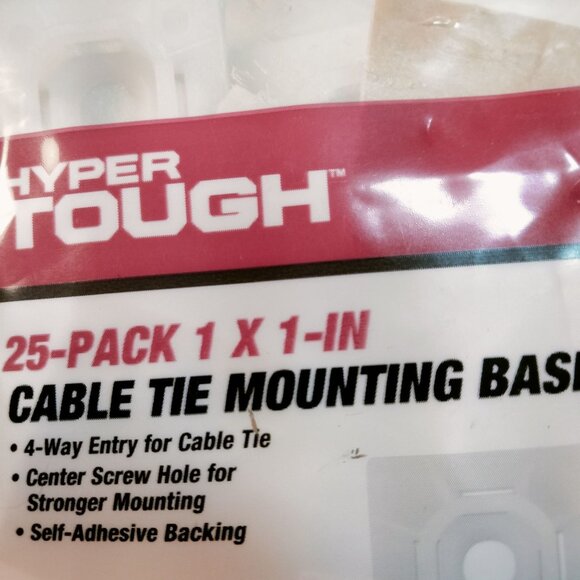 HYPER
TOUGH™
25-PACK 1 X 1-IN
CABLE TIE MOUNTING
• 4-Way Entry for Cable Tie
• Center Screw Hole for
Stronger Mounting
• Self-Adhesive Backing